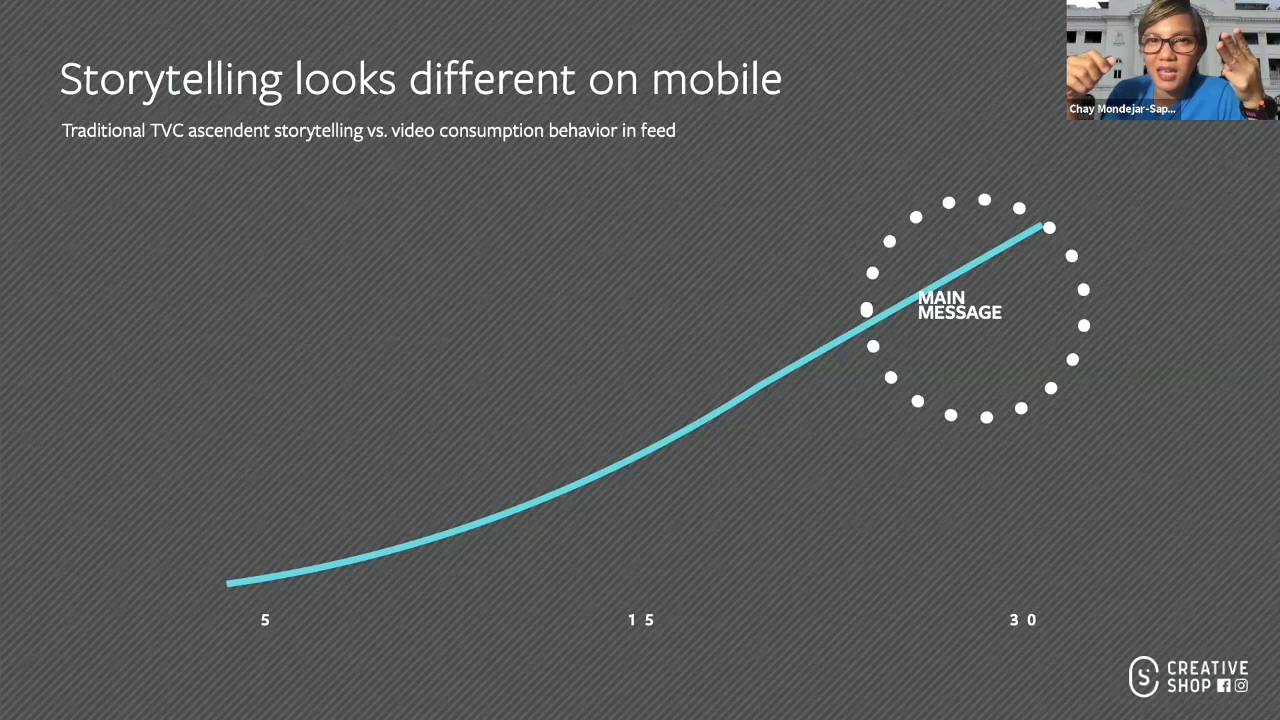 Storytelling looks different on mobile
Traditional TVC ascendent storytelling vs. video consumption behavior in feed
Chay Mondejar-Sap...
MAIN
MESSAGE
5
15
30
CREATIVE
SHOP